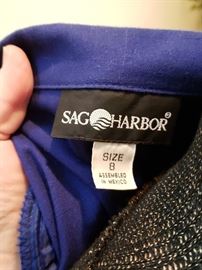 SAG HARBOR
SIZE
8
ASSEMBLED
IN MEXICO